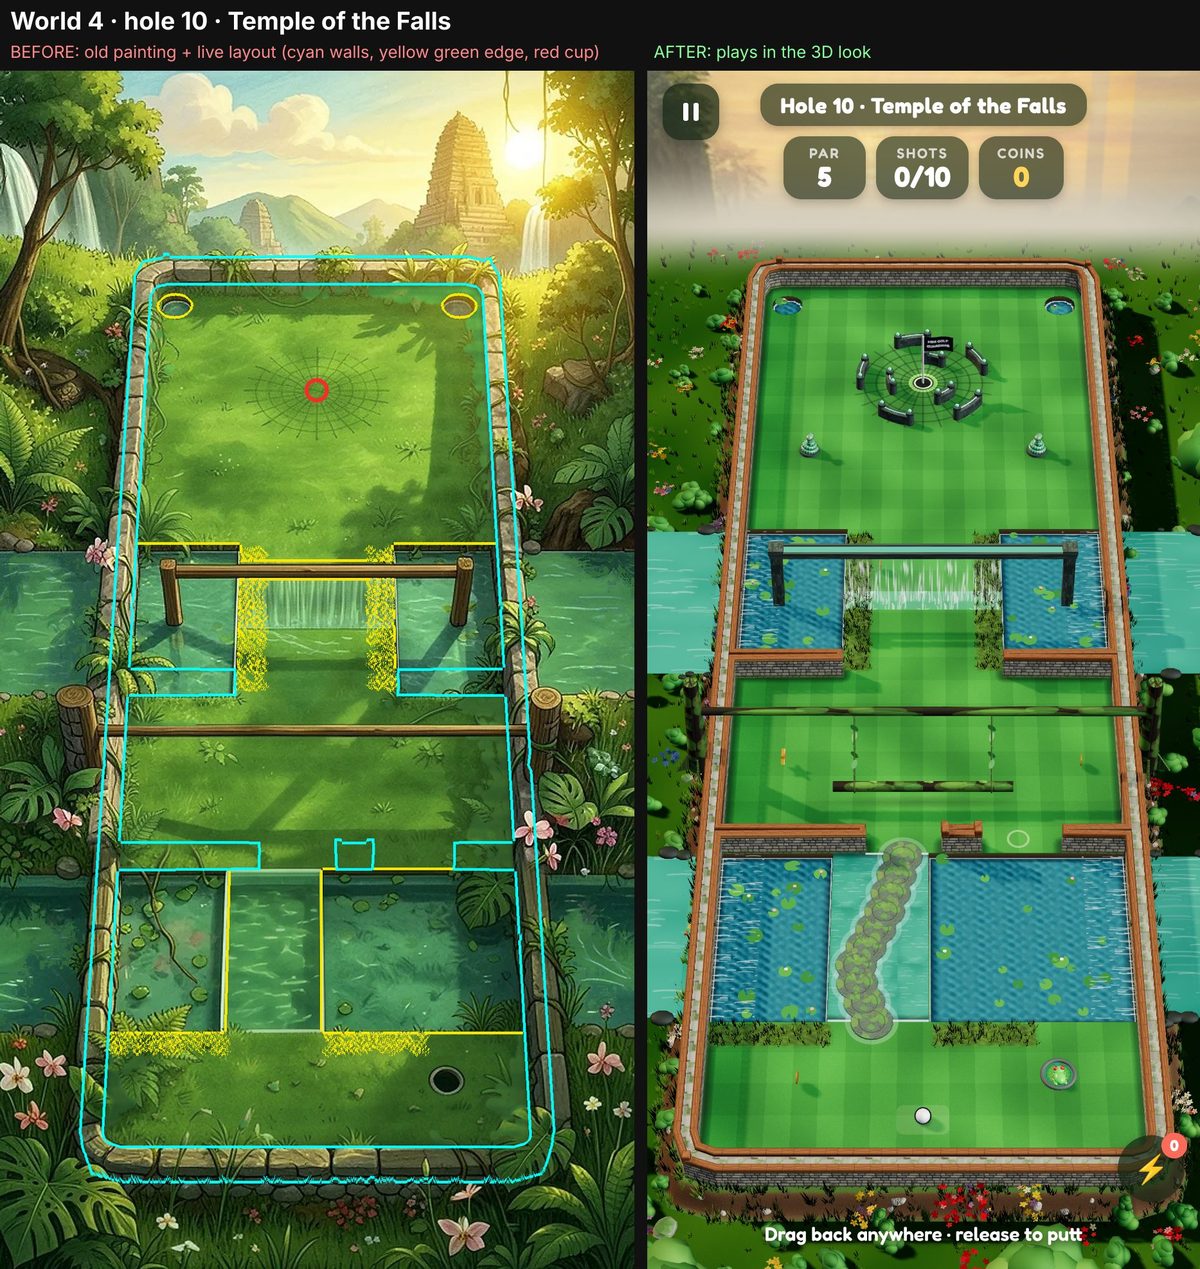 World 4 · hole 10 · Temple of the Falls
BEFORE: old painting + live layout (cyan walls, yellow green edge, red cup)
AFTER: plays in the 3D look
Hole 10 · Temple of the Falls
PAR
5
SHOTS
0/10
COINS
0
0
Drag back anywhere · release to putt